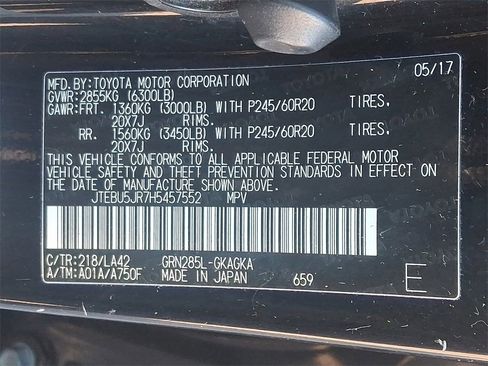 MFD.BY:TOYOTA MOTOR CORPORATION 05/17
GVWR:2855KG (6300LB)
GAWR:FRT. 1360KG (3000LB) WITH P245/60R20 TIRES,
20X7J RIMS.
RR. 1560KG (3450LB) WITH P245/60R20 TIRES,
20X7J RIMS.
THIS VEHICLE CONFORMS TO ALL APPLICABLE FEDERAL MOTOR
VEHICLE SAFETY AND THEFT PREVENTION STANDARDS IN EFFECT ON
THE DATE OF MANUFACTURE SHOWN ABOVE.
JTEBU5JR7H5457552 MPV
C/TR:218/LA42 GRN285L-GKAGKA
A/TM:A01A/A750F MADE IN JAPAN 659 E